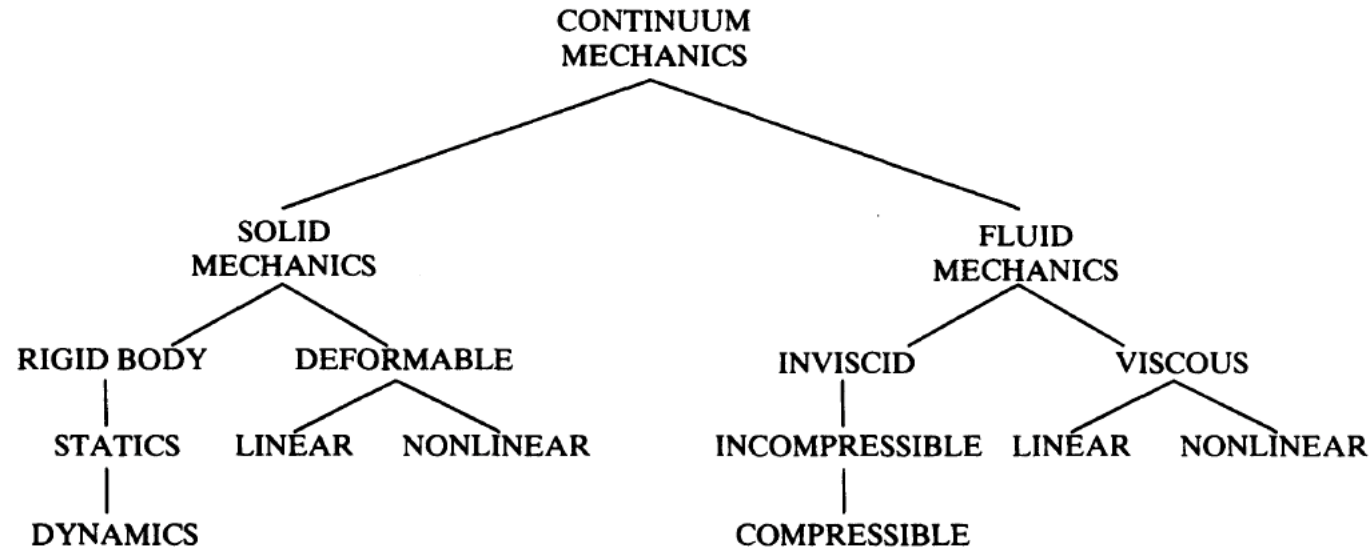 CONTINUUM
MECHANICS
SOLID
MECHANICS
FLUID
MECHANICS
RIGID BODY
DEFORMABLE
INVISCID
VISCOUS
STATICS
LINEAR
NONLINEAR
INCOMPRESSIBLE
LINEAR
NONLINEAR
DYNAMICS
COMPRESSIBLE